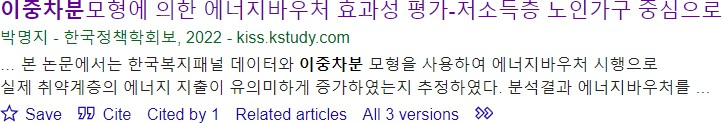 이중차분모형에 의한 에너지바우처 효과성 평가-저소득층 노인가구 중심으로
박명지 - 한국정책학회보, 2022 - kiss.kstudy.com
... 본 논문에서는 한국복지패널 데이터와 이중차분 모형을 사용하여 에너지바우처 시행으로
실제 취약계층의 에너지 지출이 유의미하게 증가하였는지 추정하였다. 분석결과 에너지바우처를 ...
Save Cite Cited by 1 Related articles All 3 versions